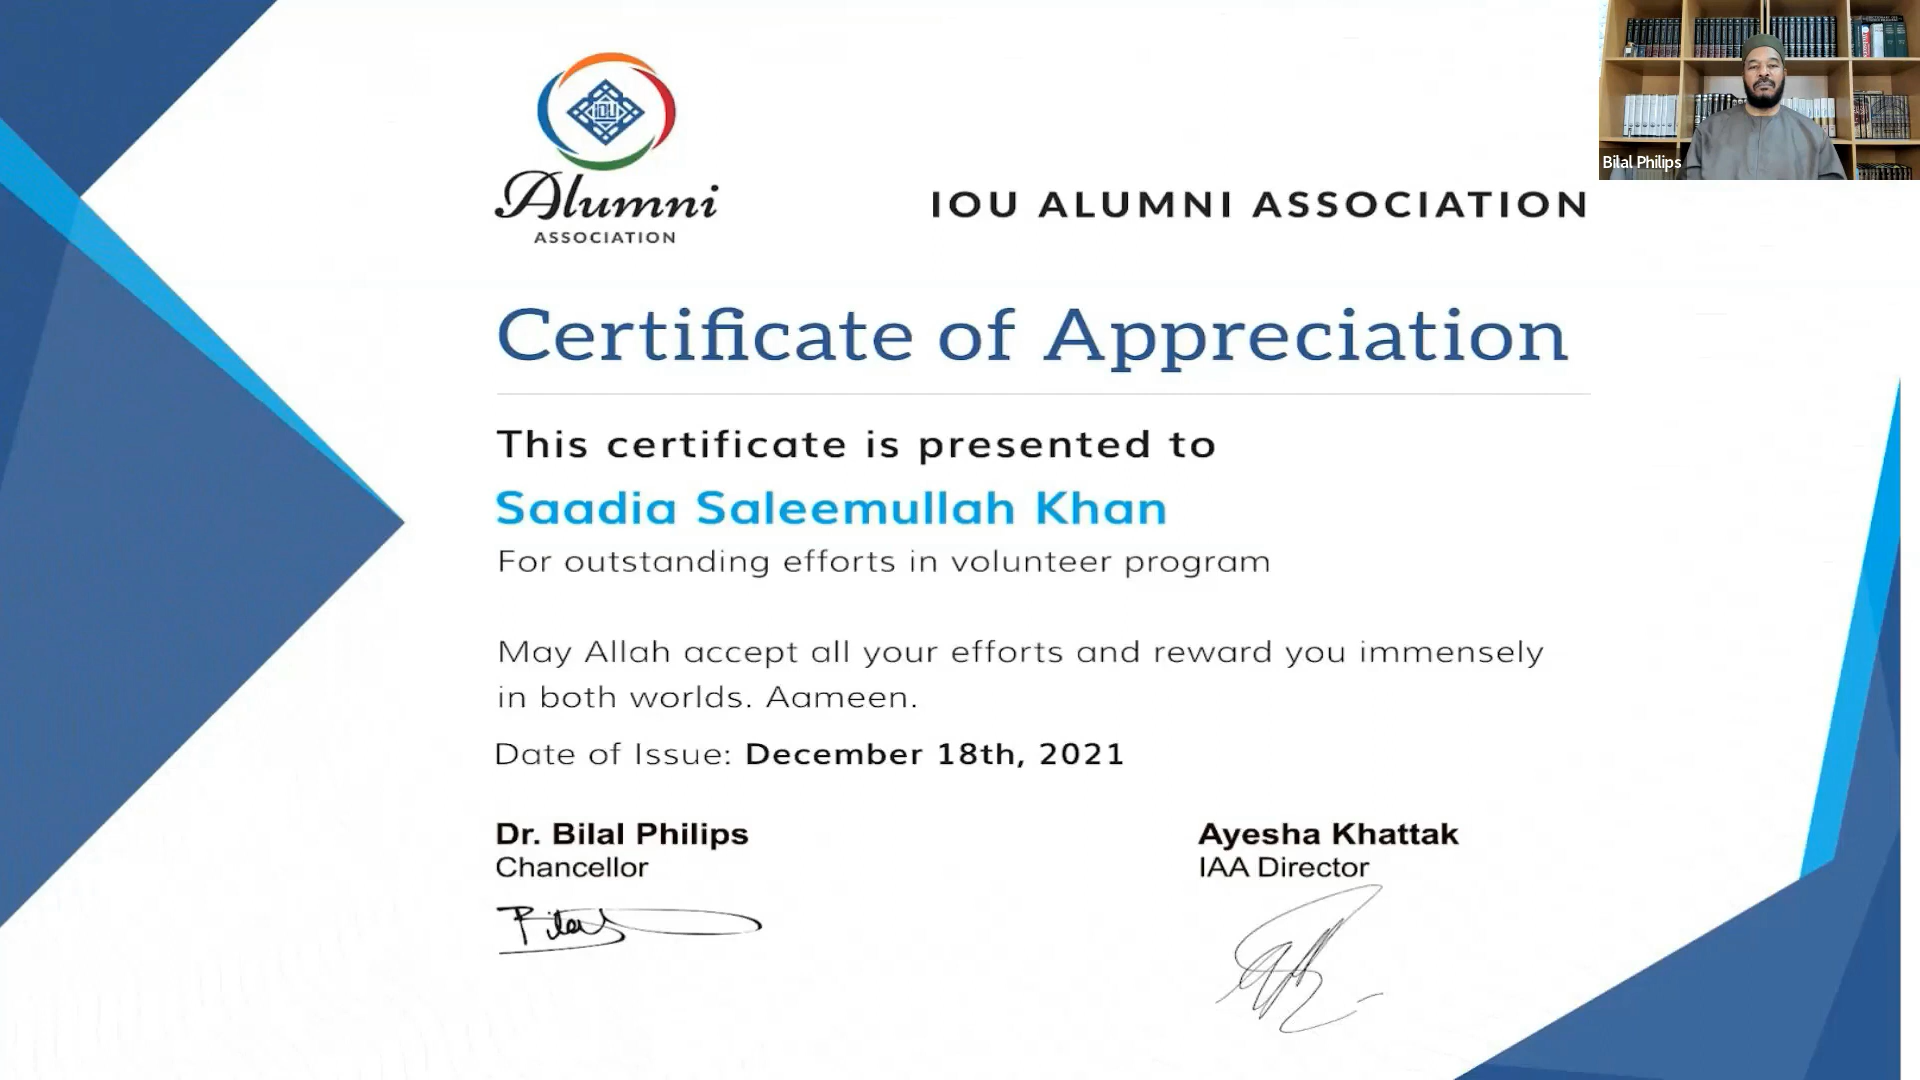 IOU
Alumni
ASSOCIATION
IOU ALUMNI ASSOCIATION
Bilal Philips
Certificate of Appreciation
This certificate is presented to
Saadia Saleemullah Khan
For outstanding efforts in volunteer program
May Allah accept all your efforts and reward you immensely
in both worlds. Aameen.
Date of Issue: December 18th, 2021
Dr. Bilal Philips
Chancellor
Bilal
Ayesha Khattak
IAA Director